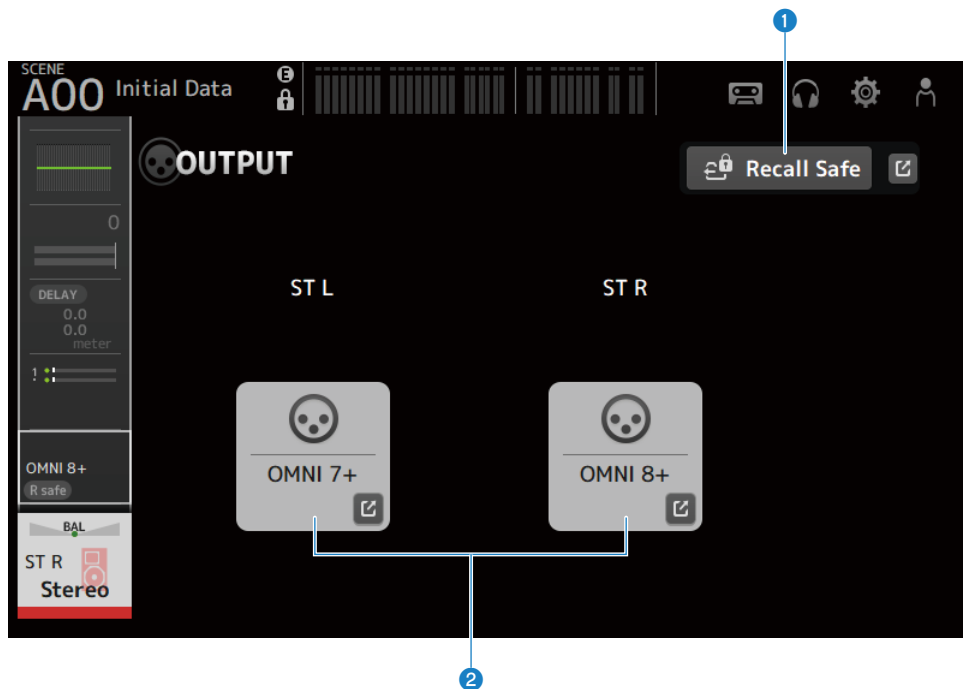 1
SCENE
A00 Initial Data
E
OUTPUT
Recall Safe
0
ST L
ST R
DELAY
0.0
0.0
meter
1
OMNI 7+
OMNI 8+
OMNI 8+
R safe
BAL
ST R
Stereo
2